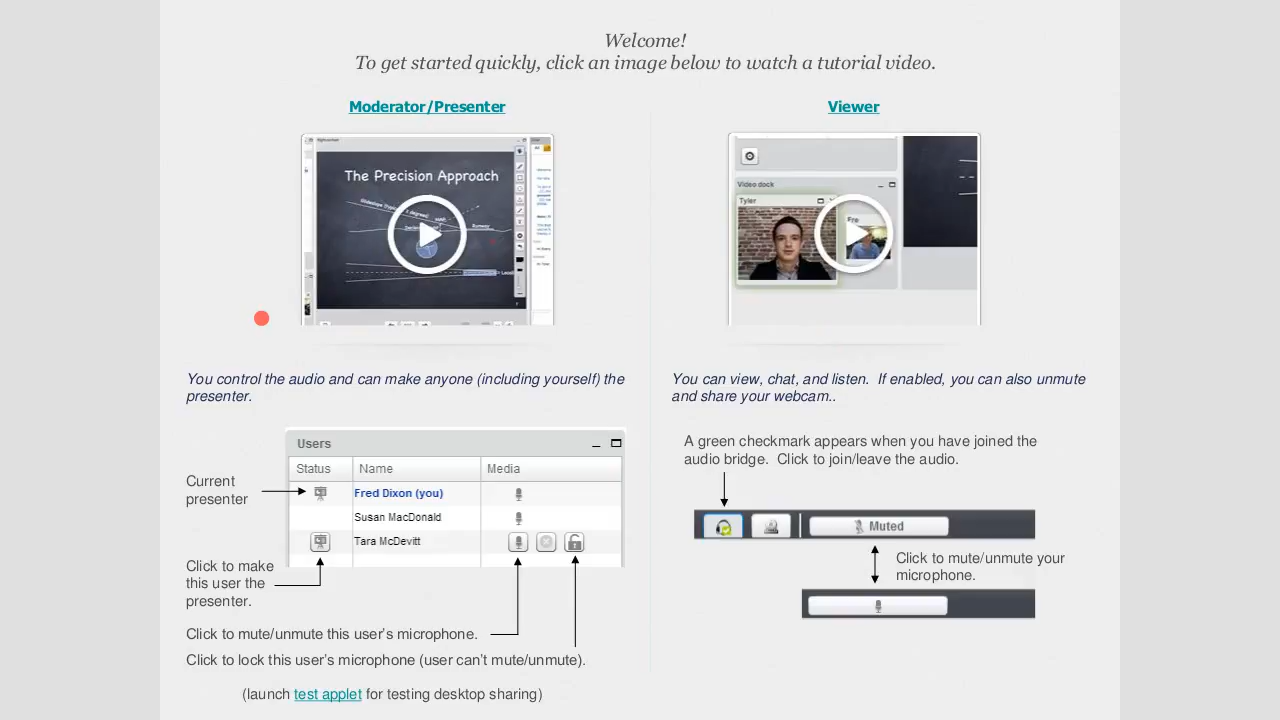 Welcome!
To get started quickly, click an image below to watch a tutorial video.
Moderator/Presenter
Viewer
The Precision Approach
Runway
Video dock
Tyler
Fre
You control the audio and can make anyone (including yourself) the
presenter.
You can view, chat, and listen.  If enabled, you can also unmute
and share your webcam..
Users
Status
Name
Media
Current
presenter
Fred Dixon (you)
Susan MacDonald
Tara McDevitt
Click to make
this user the
presenter.
Click to mute/unmute this user's microphone.
Click to lock this user's microphone (user can't mute/unmute).
(launch test applet for testing desktop sharing)
A green checkmark appears when you have joined the
audio bridge.  Click to join/leave the audio.
Muted
Click to mute/unmute your
microphone.